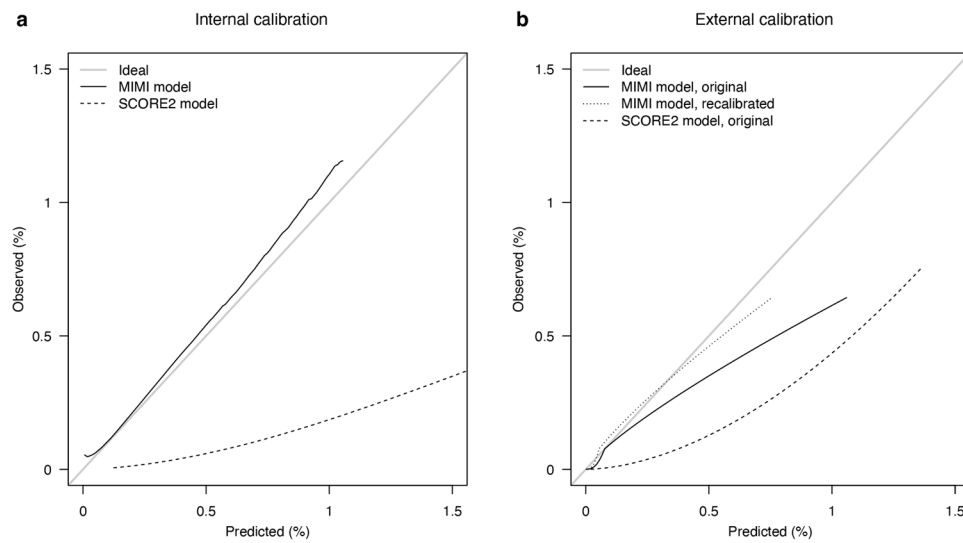 a
Internal calibration
Ideal
MIMI model
SCORE2 model
Observed (%)
1.5
1
0.5
0
0
0.5
1
1.5
Predicted (%)
b
External calibration
Ideal
MIMI model, original
MIMI model, recalibrated
SCORE2 model, original
Observed (%)
1.5
1
0.5
0
0
0.5
1
1.5
Predicted (%)